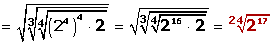 = √∛∜(2⁴)⁴ · 2 = √∛∜2¹⁶ · 2 = ²⁴√2¹⁷